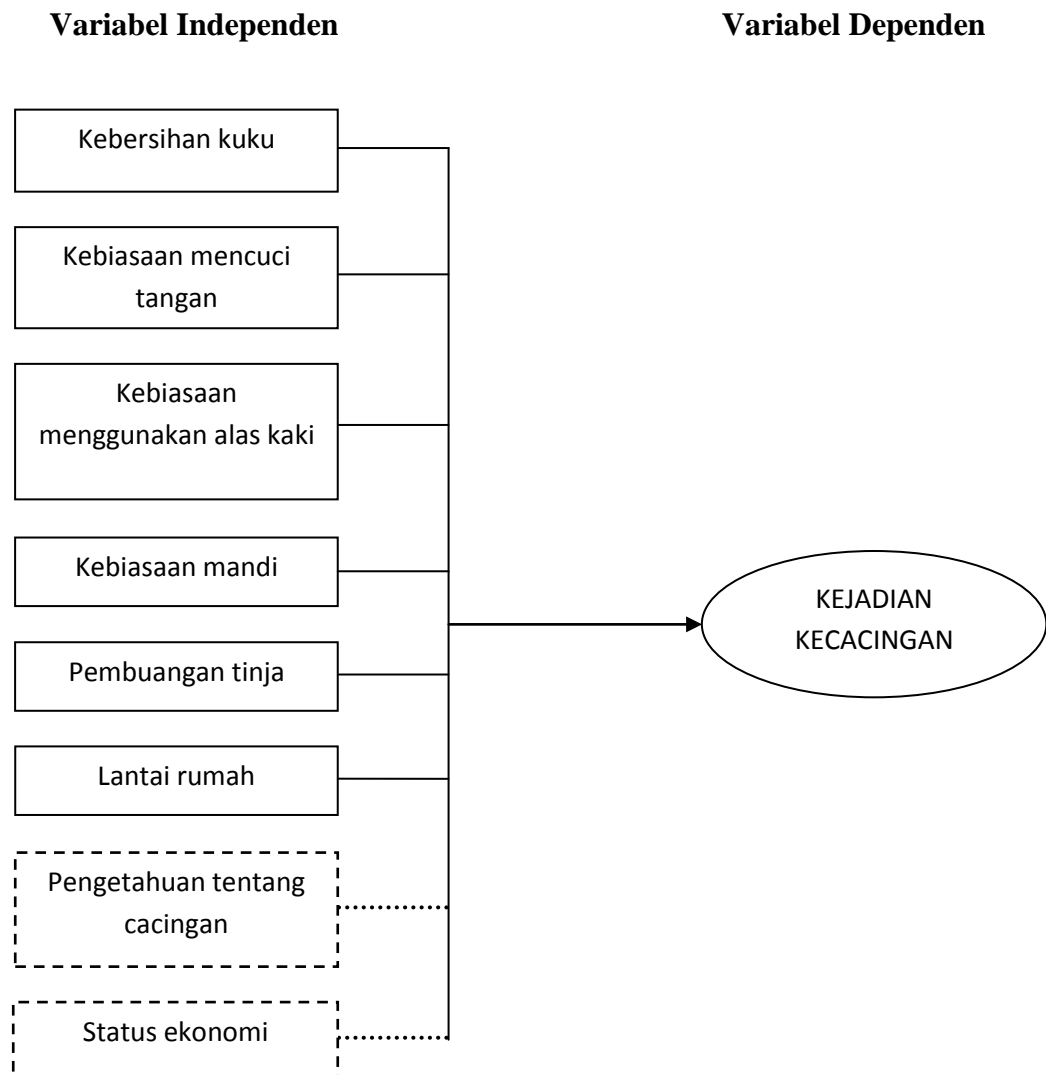 Variabel Independen
Variabel Dependen
Kebersihan kuku
Kebiasaan mencuci
tangan
Kebiasaan
menggunakan alas kaki
Kebiasaan mandi
Pembuangan tinja
Lantai rumah
Pengetahuan tentang
cacingan
Status ekonomi
KEJADIAN
KECACINGAN